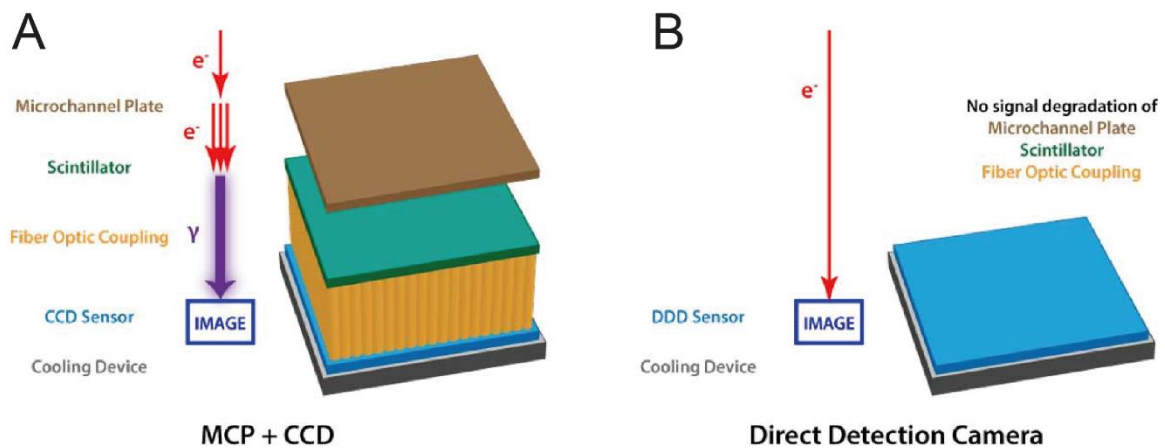 A
e-
Microchannel Plate
e-
Scintillator
Fiber Optic Coupling
γ
CCD Sensor
IMAGE
Cooling Device
MCP + CCD
B
e-
No signal degradation of
Microchannel Plate
Scintillator
Fiber Optic Coupling
DDD Sensor
IMAGE
Cooling Device
Direct Detection Camera